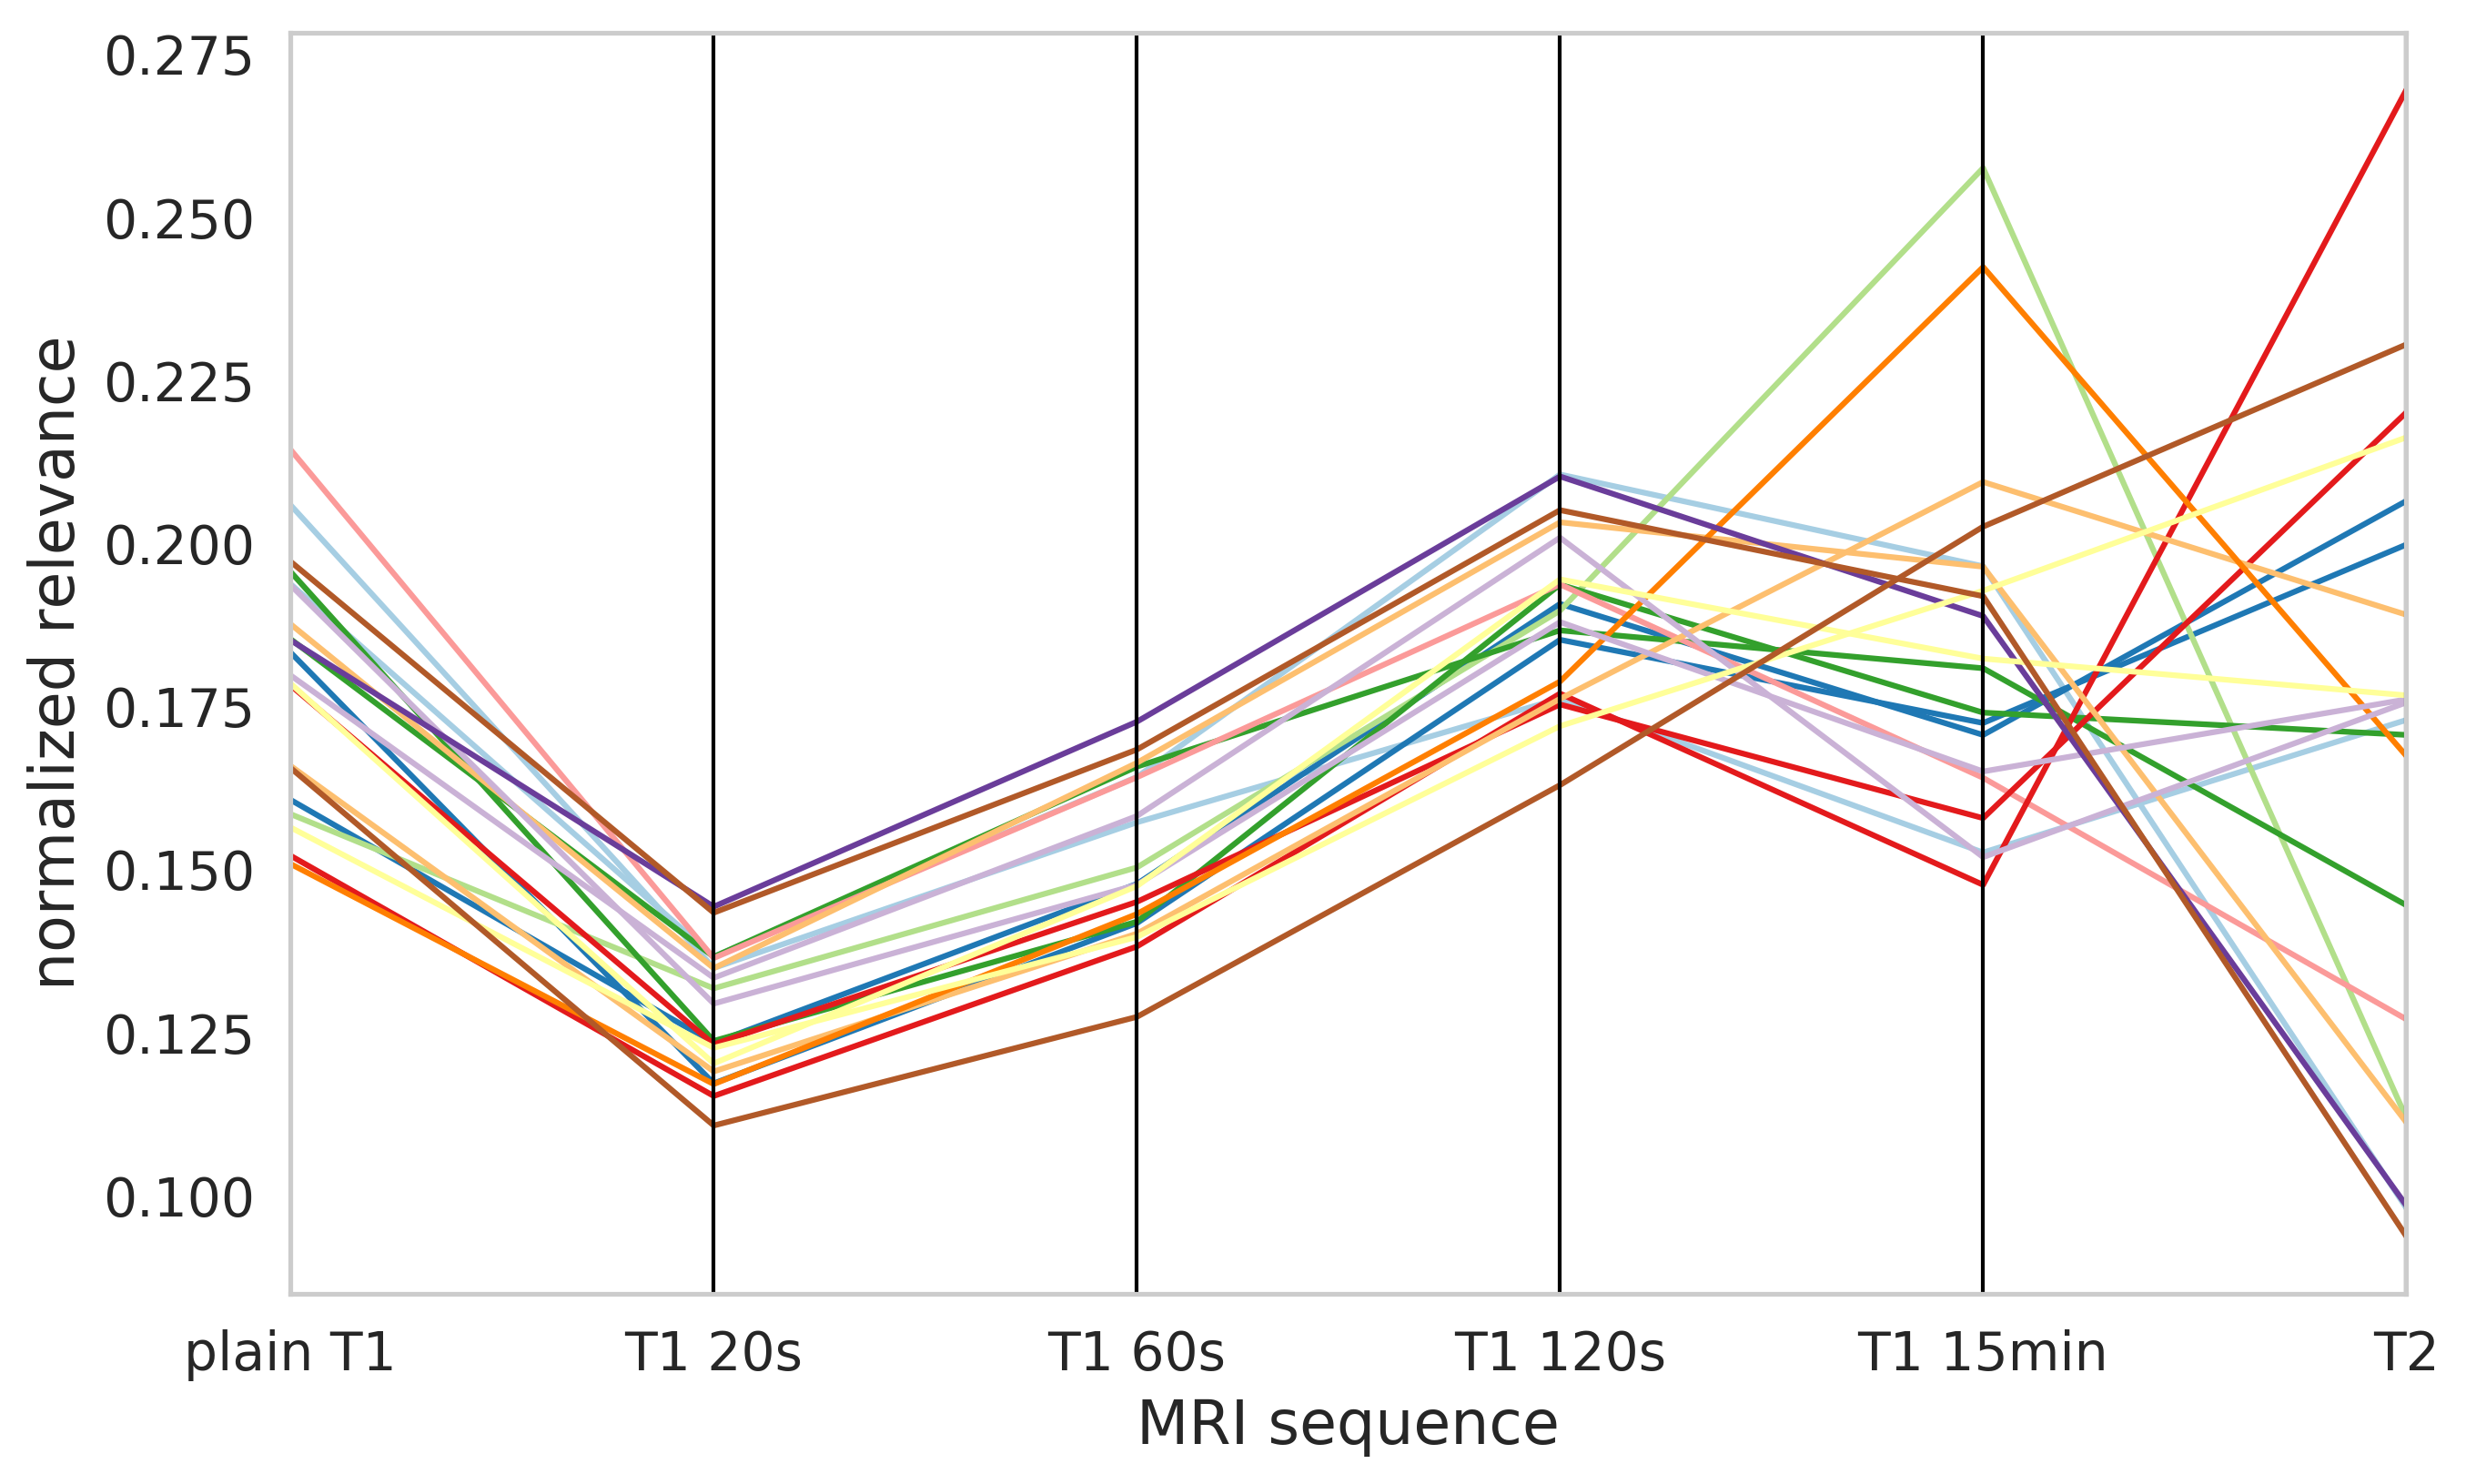 0.275
0.250
0.225
0.200
0.175
0.150
0.125
0.100
normalized relevance
plain T1
T1 20s
T1 60s
T1 120s
T1 15min
T2
MRI sequence